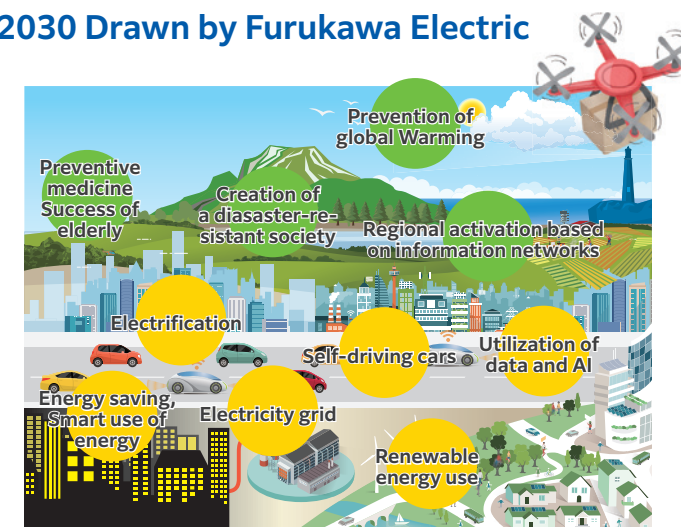 2030 Drawn by Furukawa Electric
Prevention of
global Warming
Preventive
medicine
Success of
elderly
Creation of
a diasaster-re-
sistant society
Regional activation based
on information networks
Electrification
Self-driving cars
Utilization of
data and AI
Energy saving,
Smart use of
energy
Electricity grid
Renewable
energy use